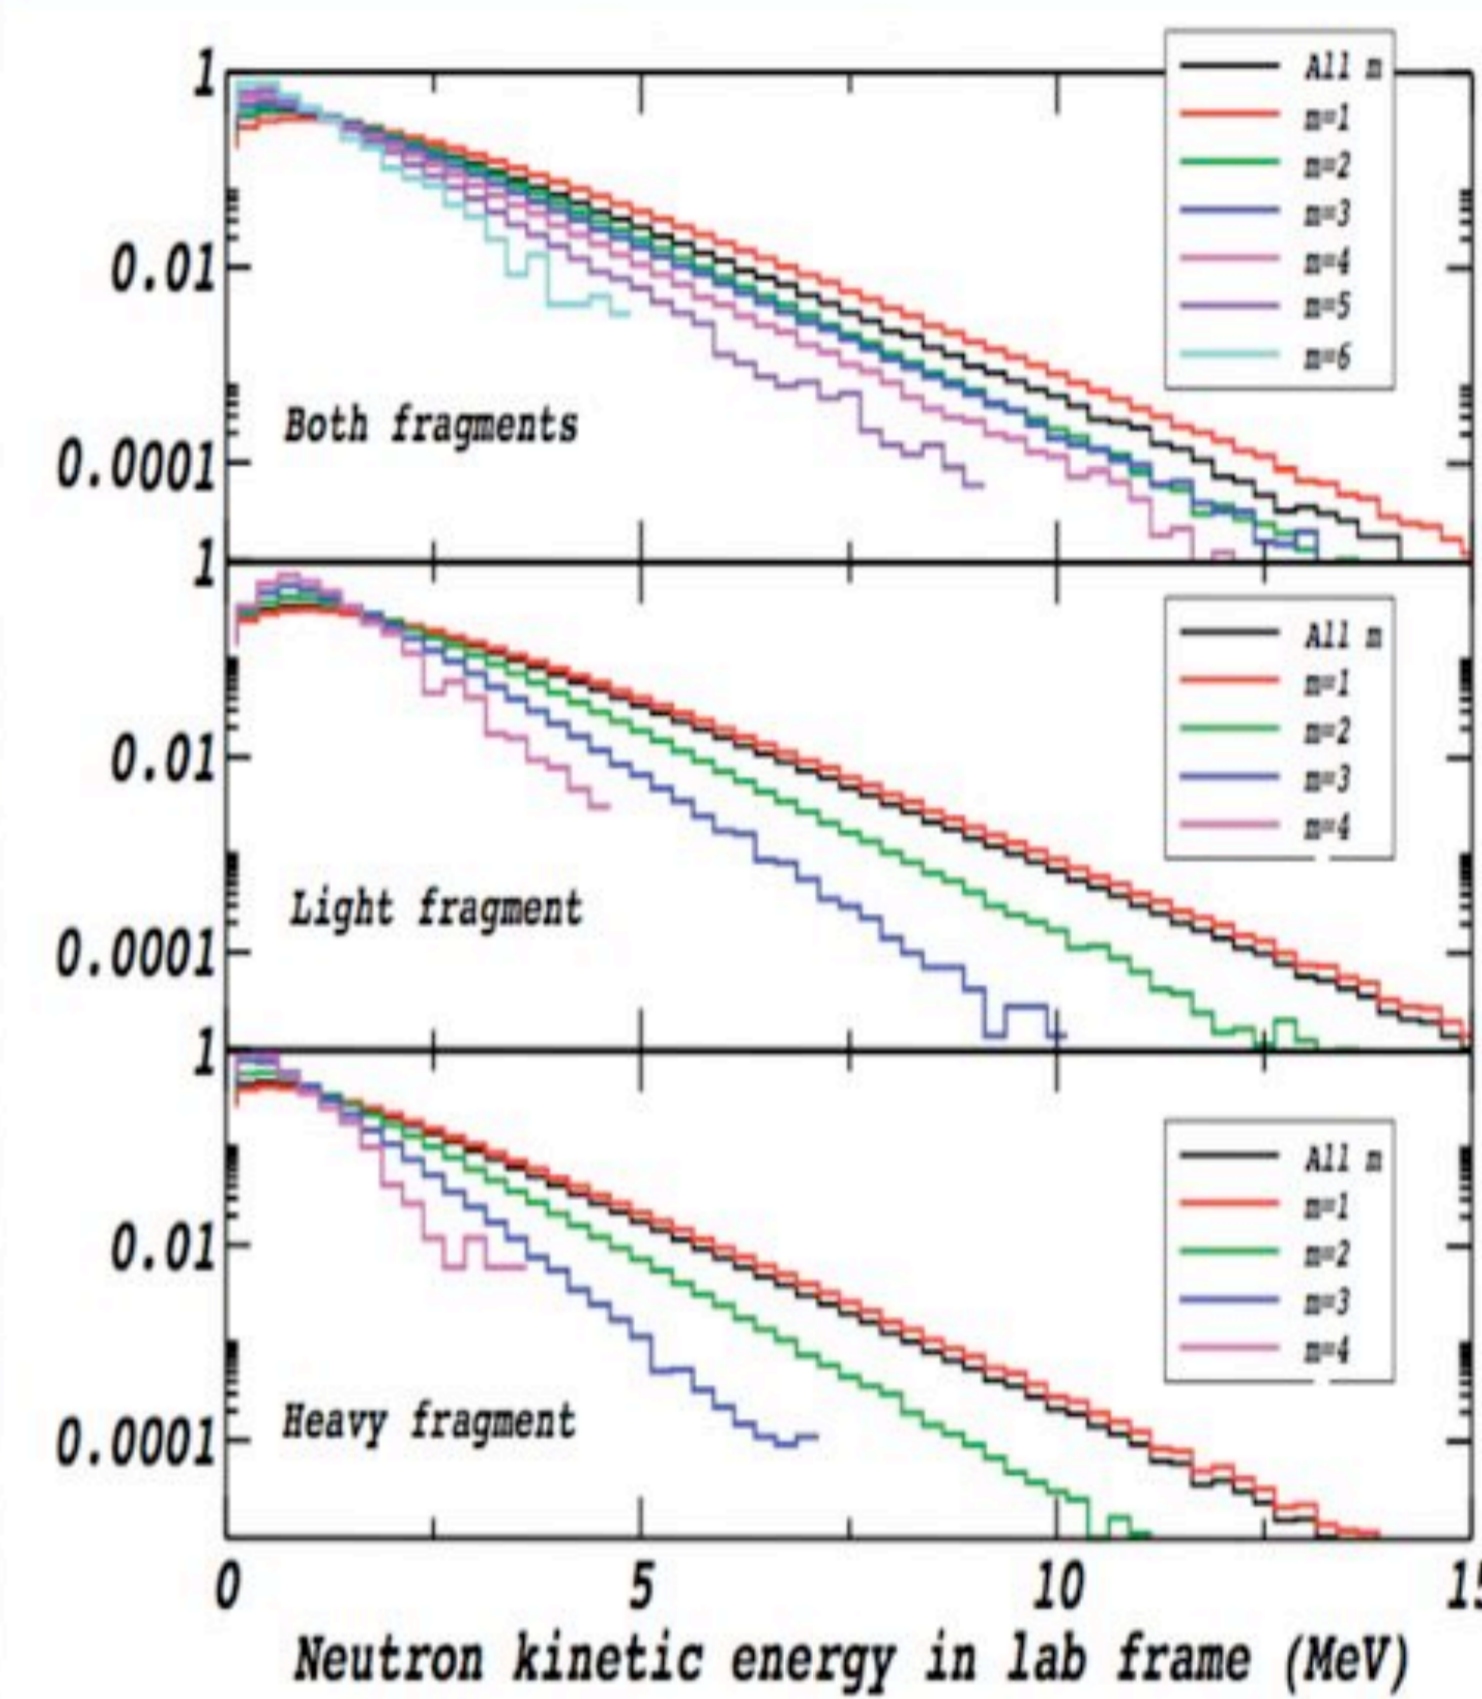 1
0.01
0.0001
Both fragments
All m
m=1
m=2
m=3
m=4
m=5
m=6
1
0.01
0.0001
Light fragment
All m
m=1
m=2
m=3
m=4
1
0.01
0.0001
Heavy fragment
All m
m=1
m=2
m=3
m=4
0 5 10 15
Neutron kinetic energy in lab frame (MeV)